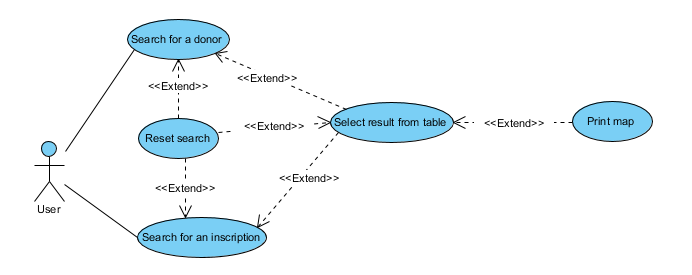 Search for a donor
<<Extend>>
<<Extend>>
Reset search
<<Extend>>
Select result from table
<<Extend>>
Print map
<<Extend>>
<<Extend>>
User
Search for an inscription